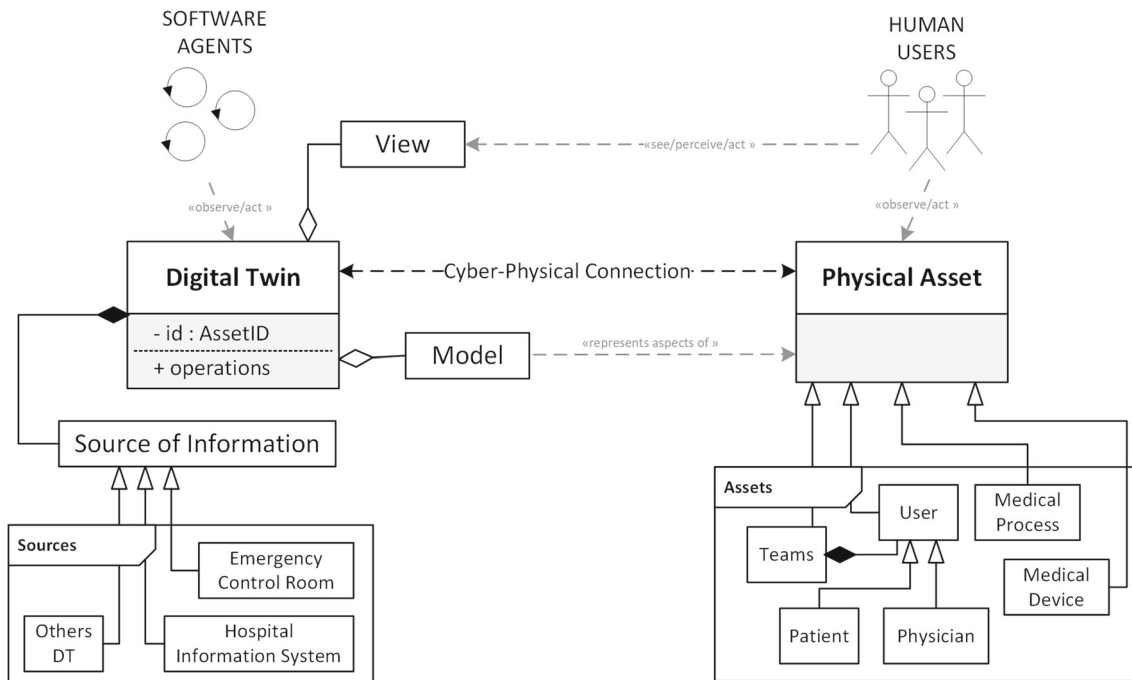 SOFTWARE
AGENTS
HUMAN
USERS
View
«see/perceive/act »
«observe/act »
«observe/act »
Digital Twin
Cyber-Physical Connection
Physical Asset
- id : AssetID
+ operations
Model
«represents aspects of »
Source of Information
Sources
Emergency
Control Room
Others
DT
Hospital
Information System
Assets
User
Medical
Process
Teams
Medical
Device
Patient
Physician